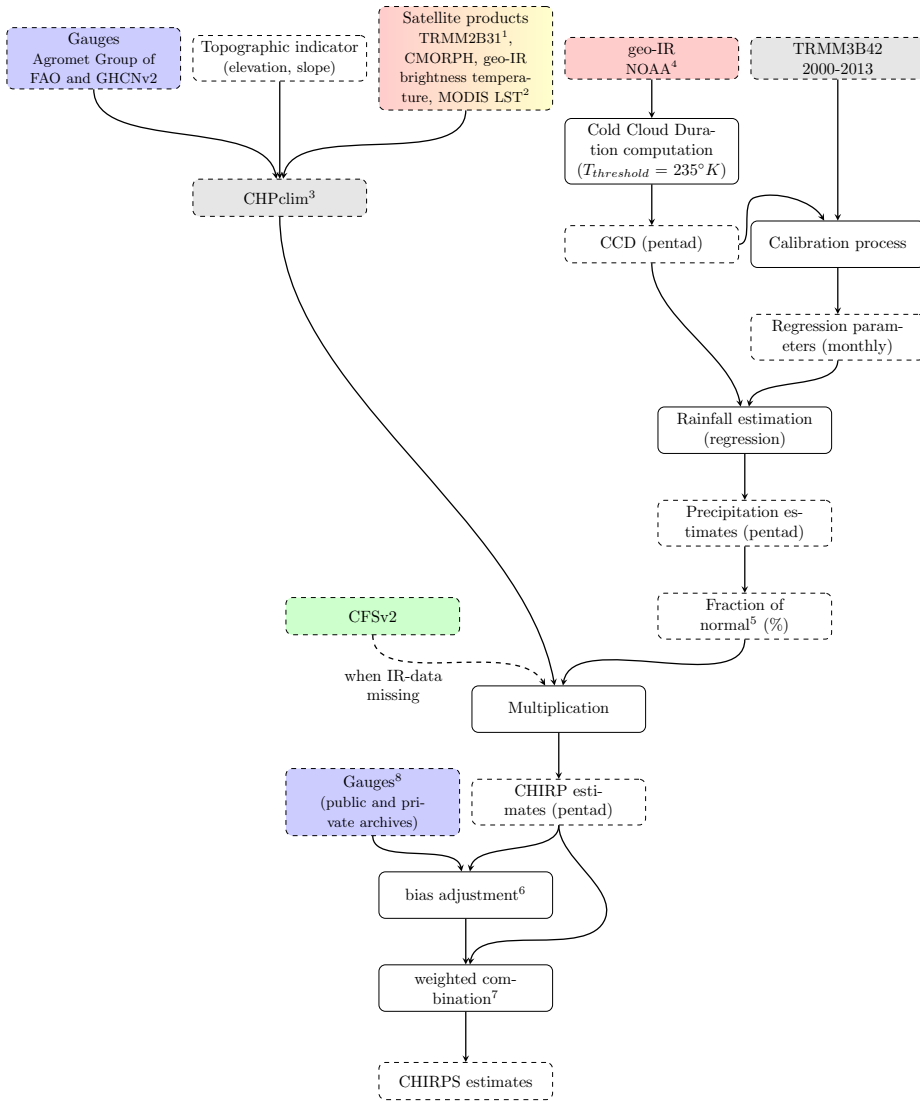 Gauges
Agromet Group of
FAO and GHCNv2
Topographic indicator
(elevation, slope)
Satellite products
TRMM2B31¹,
CMORPH, geo-IR
brightness tempera-
ture, MODIS LST²
geo-IR
NOAA⁴
TRMM3B42
2000-2013
Cold Cloud Dura-
tion computation
(T_threshold = 235°K)
CHPclim³
CCD (pentad)
Calibration process
Regression param-
eters (monthly)
Rainfall estimation
(regression)
Precipitation es-
timates (pentad)
Fraction of
normal⁵ (%)
CFSv2
when IR-data
missing
Multiplication
Gauges⁸
(public and pri-
vate archives)
CHIRP esti-
mates (pentad)
bias adjustment⁶
weighted com-
bination⁷
CHIRPS estimates